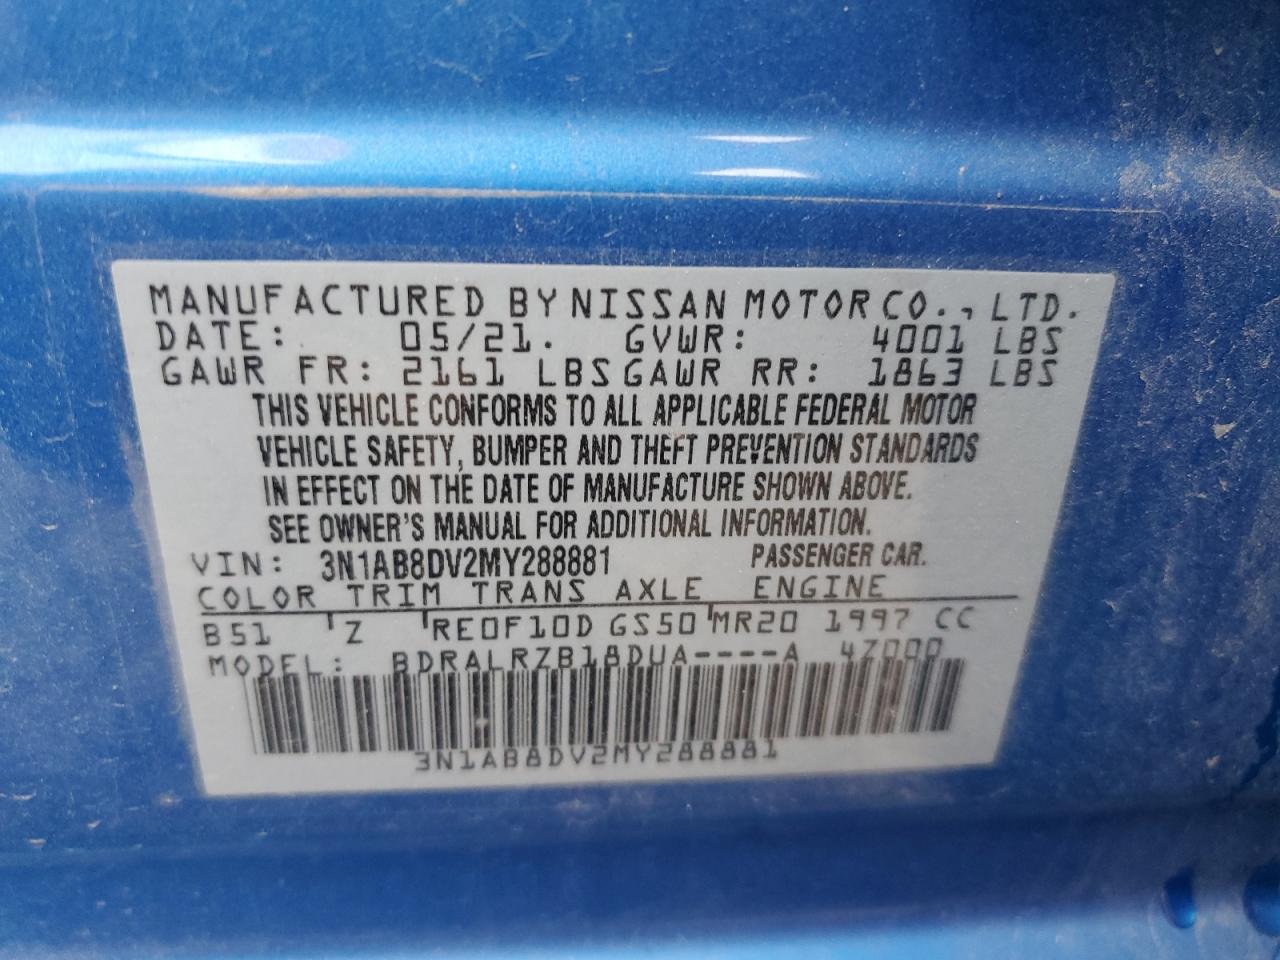 MANUFACTURED BY NISSAN MOTOR CO., LTD.
DATE: 05/21. GVWR: 4001 LBS
GAWR FR: 2161 LBS GAWR RR: 1863 LBS
THIS VEHICLE CONFORMS TO ALL APPLICABLE FEDERAL MOTOR
VEHICLE SAFETY, BUMPER AND THEFT PREVENTION STANDARDS
IN EFFECT ON THE DATE OF MANUFACTURE SHOWN ABOVE.
SEE OWNER'S MANUAL FOR ADDITIONAL INFORMATION.
VIN: 3N1AB8DV2MY288881 PASSENGER CAR.
COLOR TRIM TRANS AXLE ENGINE
B51 Z RE0F10D GS50 MR20 1997 CC
MODEL: BDRALRZB18DUA----A 4Z000
3N1AB8DV2MY288881